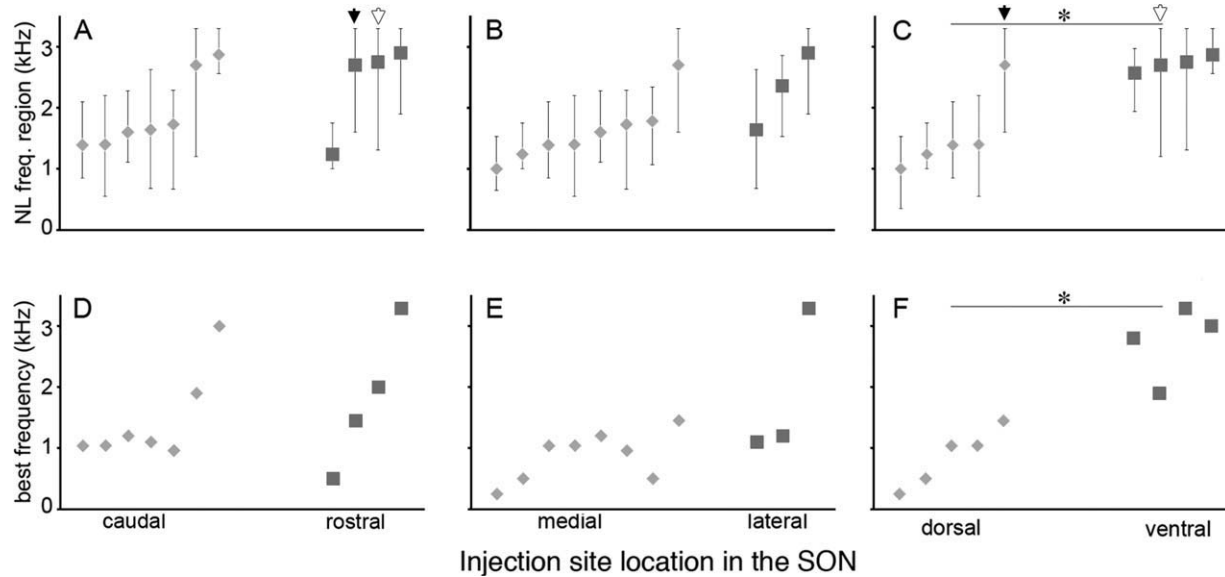 A
B
C
*
NL freq. region (kHz)
3
2
1
0
D
E
F
*
best frequency (kHz)
3
2
1
0
caudal rostral medial lateral dorsal ventral
Injection site location in the SON